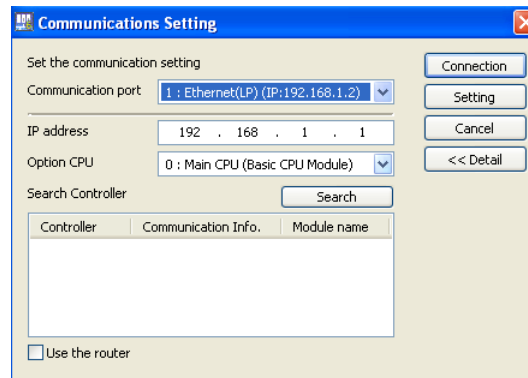 Communications Setting
Set the communication setting
Communication port
1 : Ethernet(LP) (IP:192.168.1.2)
IP address
192 . 168 . 1 . 1
Option CPU
0 : Main CPU (Basic CPU Module)
Search Controller
Search
Controller Communication Info. Module name
Use the router
Connection
Setting
Cancel
<< Detail